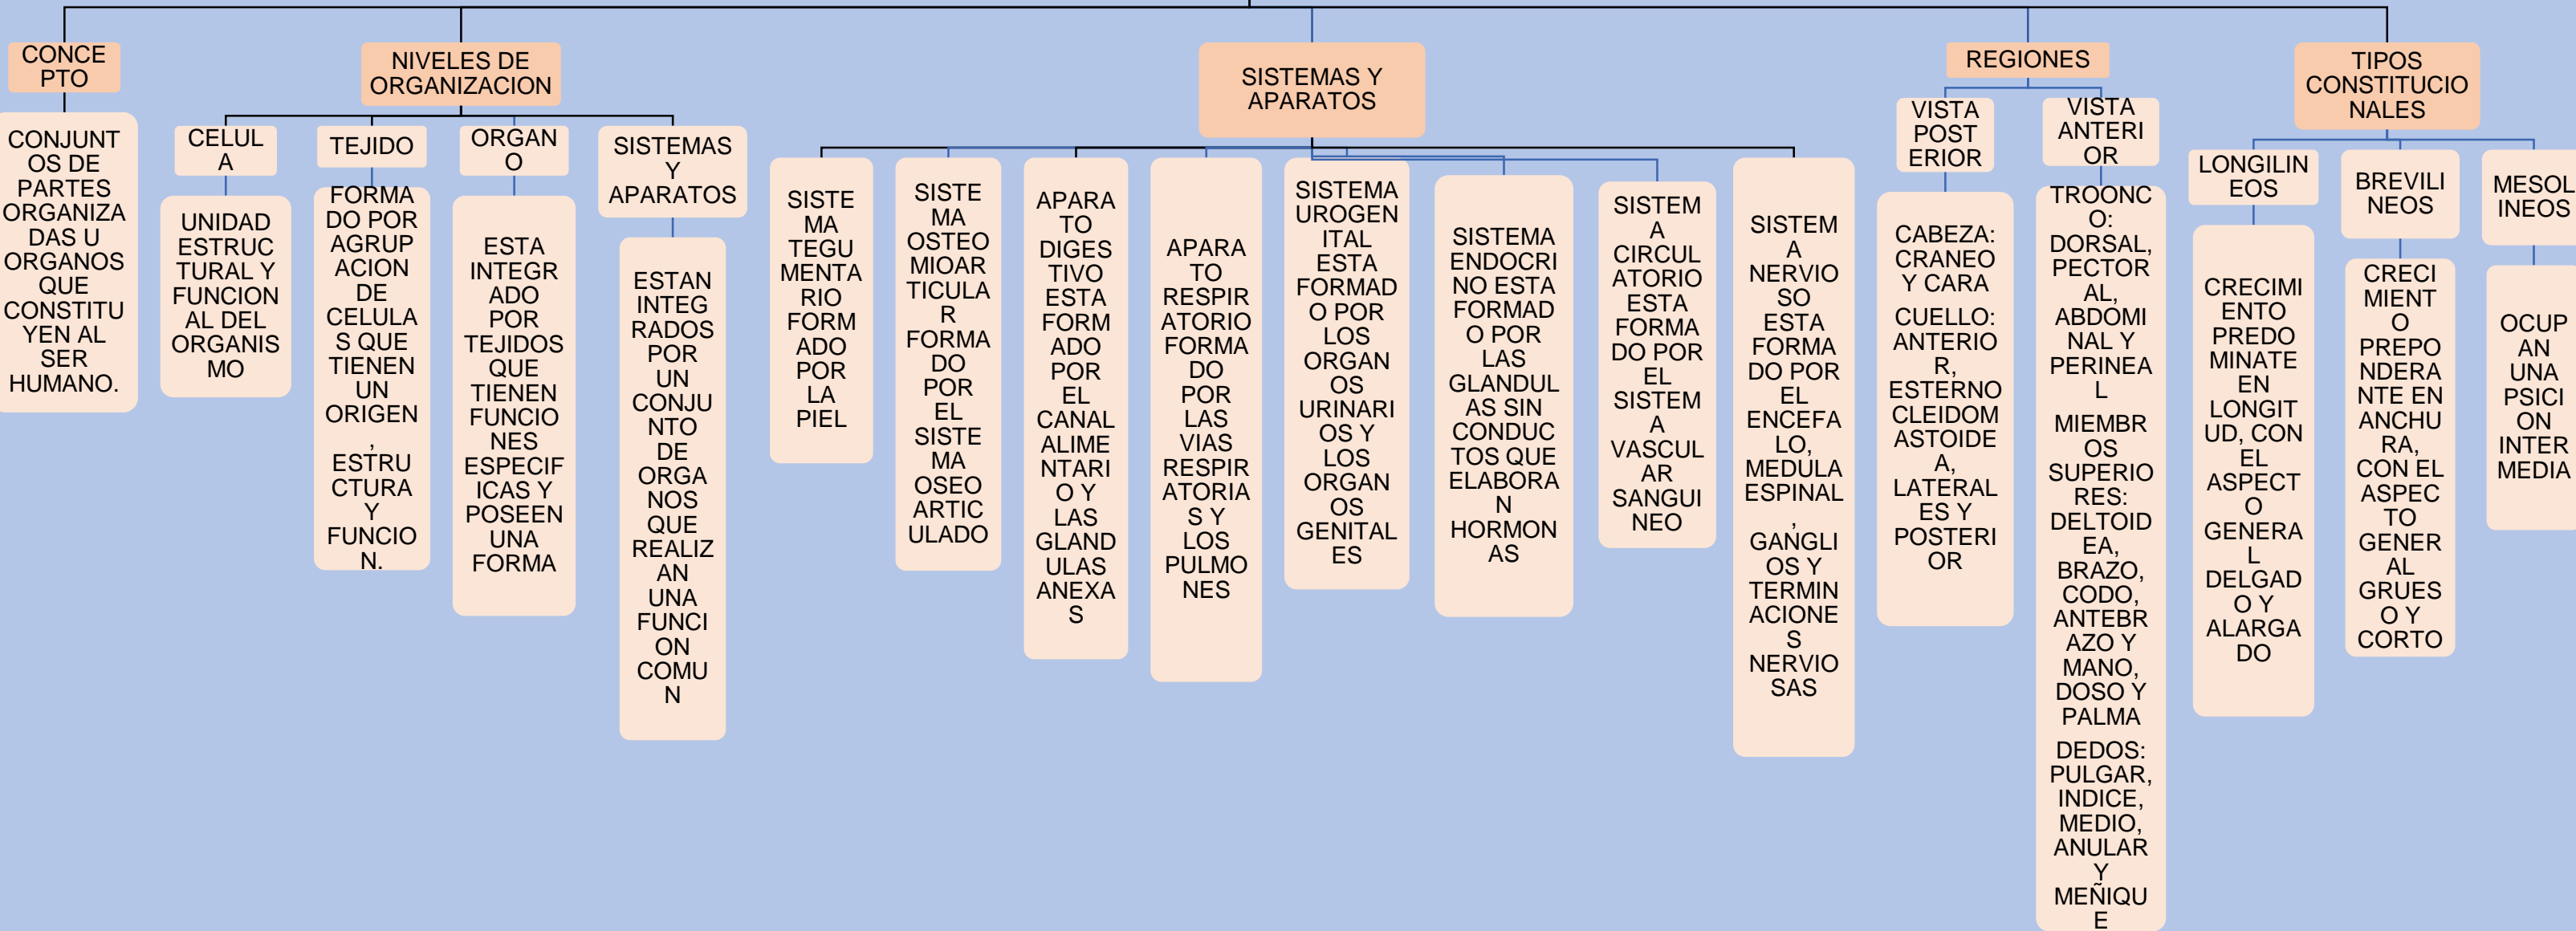 CONCE
PTO
CONJUNT
OS DE
PARTES
ORGANIZA
DAS U
ORGANOS
QUE
CONSTITU
YEN AL
SER
HUMANO.
NIVELES DE
ORGANIZACION
CELUL
A
UNIDAD
ESTRUC
TURAL Y
FUNCION
AL DEL
ORGANIS
MO
TEJIDO
FORMA
DO POR
AGRUP
ACION
DE
CELULA
S QUE
TIENEN
UN
ORIGEN
,
ESTRU
CTURA
Y
FUNCIO
N.
ORGAN
O
ESTA
INTEGR
ADO
POR
TEJIDOS
QUE
TIENEN
FUNCIO
NES
ESPECIF
ICAS Y
POSEEN
UNA
FORMA
SISTEMAS
Y
APARATOS
ESTAN
INTEG
RADOS
POR
UN
CONJU
NTO
DE
ORGA
NOS
QUE
REALIZ
AN
UNA
FUNCI
ON
COMU
N
SISTEMAS Y
APARATOS
SISTE
MA
TEGU
MENTA
RIO
FORM
ADO
POR
LA
PIEL
SISTE
MA
OSTEO
MIOAR
TICULA
R
FORMA
DO
POR
EL
SISTE
MA
OSEO
ARTIC
ULADO
APARA
TO
DIGES
TIVO
ESTA
FORM
ADO
POR
EL
CANAL
ALIME
NTARI
O Y
LAS
GLAND
ULAS
ANEXA
S
APARA
TO
RESPIR
ATORIO
FORMA
DO
POR
LAS
VIAS
RESPIR
ATORIA
S Y
LOS
PULMO
NES
SISTEMA
UROGEN
ITAL
ESTA
FORMAD
O POR
LOS
ORGAN
OS
URINARI
OS Y
LOS
ORGAN
OS
GENITAL
ES
SISTEMA
ENDOCRI
NO ESTA
FORMAD
O POR
LAS
GLANDUL
AS SIN
CONDUC
TOS QUE
ELABORA
N
HORMON
AS
SISTEM
A
CIRCUL
ATORIO
ESTA
FORMA
DO POR
EL
SISTEM
A
VASCUL
AR
SANGUI
NEO
SISTEM
A
NERVIO
SO
ESTA
FORMA
DO POR
EL
ENCEFA
LO,
MEDULA
ESPINAL
,
GANGLI
OS Y
TERMIN
ACIONE
S
NERVIO
SAS
REGIONES
VISTA
POST
ERIOR
CABEZA:
CRANEO
Y CARA
CUELLO:
ANTERIO
R,
ESTERNO
CLEIDOM
ASTOIDE
A,
LATERAL
ES Y
POSTERI
OR
VISTA
ANTERI
OR
TROONC
O:
DORSAL,
PECTOR
AL,
ABDOMI
NAL Y
PERINEA
L
MIEMBR
OS
SUPERIO
RES:
DELTOID
EA,
BRAZO,
CODO,
ANTEBR
AZO Y
MANO,
DOSO Y
PALMA
DEDOS:
PULGAR,
INDICE,
MEDIO,
ANULAR
Y
MEÑIQU
E
TIPOS
CONSTITUCIO
NALES
LONGILIN
EOS
CRECIMI
ENTO
PREDO
MINATE
EN
LONGIT
UD, CON
EL
ASPECT
O
GENERA
L
DELGAD
O Y
ALARGA
DO
BREVILI
NEOS
CRECI
MIENT
O
PREPO
NDERA
NTE EN
ANCHU
RA,
CON EL
ASPEC
TO
GENER
AL
GRUES
O Y
CORTO
MESOL
INEOS
OCUP
AN
UNA
PSICI
ON
INTER
MEDIA